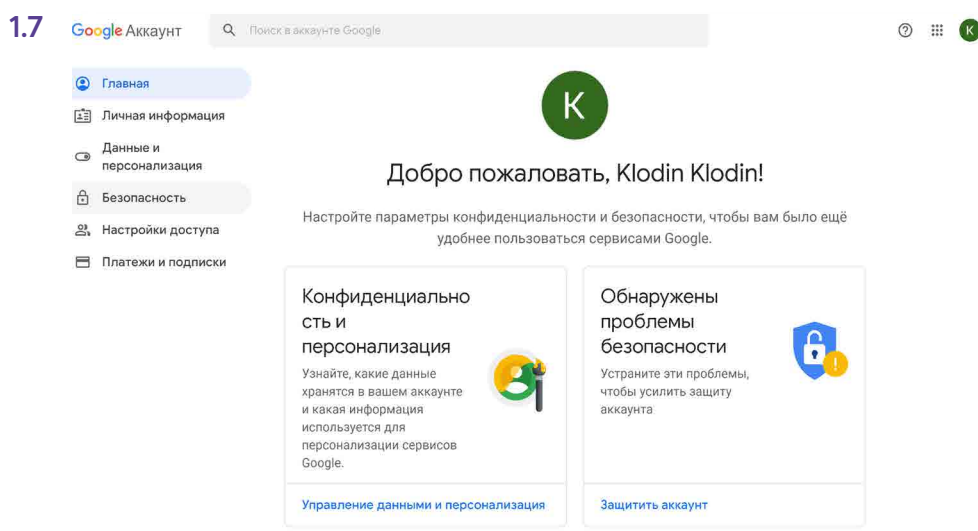 1.7
Google Аккаунт
Поиск в аккаунте Google
K
Главная
Личная информация
Данные и
персонализация
Безопасность
Настройки доступа
Платежи и подписки
K
Добро пожаловать, Klodin Klodin!
Настройте параметры конфиденциальности и безопасности, чтобы вам было ещё
удобнее пользоваться сервисами Google.
Конфиденциально
сть и
персонализация
Узнайте, какие данные
хранятся в вашем аккаунте
и какая информация
используется для
персонализации сервисов
Google.
Управление данными и персонализация
Обнаружены
проблемы
безопасности
Устраните эти проблемы,
чтобы усилить защиту
аккаунта
Защитить аккаунт